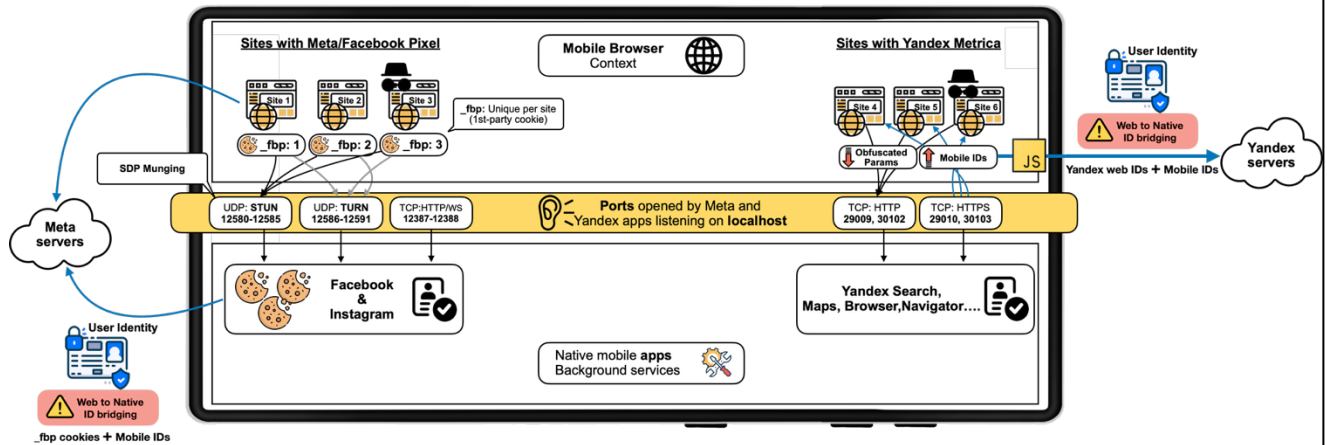 Sites with Meta/Facebook Pixel
Mobile Browser
Context
Sites with Yandex Metrica
User Identity
Site 1
Site 2
Site 3
Site 4
Site 5
Site 6
_fbp: Unique per site
(1st-party cookie)
_fbp: 1
_fbp: 2
_fbp: 3
Web to Native
ID bridging
SDP Munging
Obfuscated
Params
Mobile IDs
JS
Yandex web IDs + Mobile IDs
Yandex
servers
UDP: STUN
12580-12585
UDP: TURN
12586-12591
TCP:HTTP/WS
12387-12388
Ports opened by Meta and
Yandex apps listening on localhost
TCP: HTTP
29009, 30102
TCP: HTTPS
29010, 30103
Meta
servers
Facebook
&
Instagram
Yandex Search,
Maps, Browser,Navigator....
User Identity
Native mobile apps
Background services
Web to Native
ID bridging
_fbp cookies + Mobile IDs